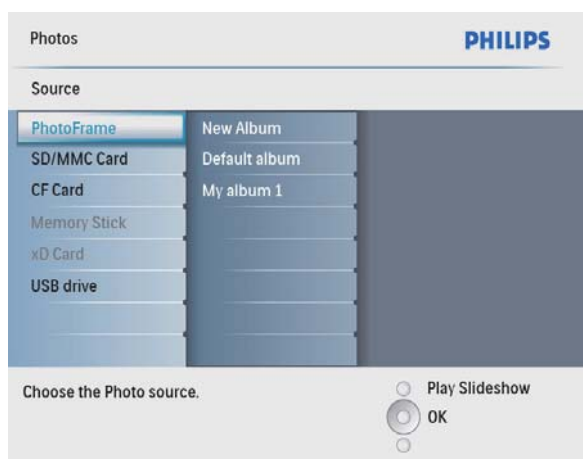 Photos
PHILIPS
Source
PhotoFrame
New Album
SD/MMC Card
Default album
CF Card
My album 1
Memory Stick
xD Card
USB drive
Choose the Photo source.
Play Slideshow
OK